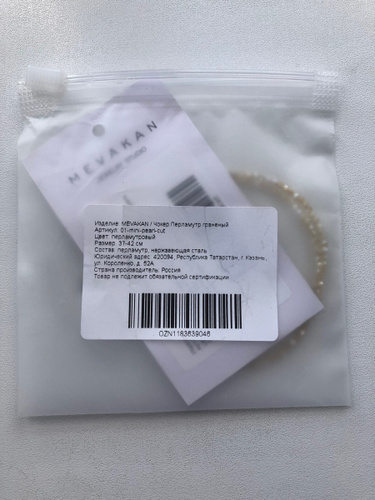 MEVAKAN
JEWELRY STUDIO
Изделие: MEVAKAN / Чокер Перламутр граненый
Артикул: 01-mini-pearl-cut
Цвет: перламутровый
Размер: 37-42 см
Состав: перламутр, нержавеющая сталь
Юридический адрес: 420094, Республика Татарстан, г. Казань,
ул. Короленко, д. 52А
Страна производитель: Россия
Товар не подлежит обязательной сертификации
OZN1183639046